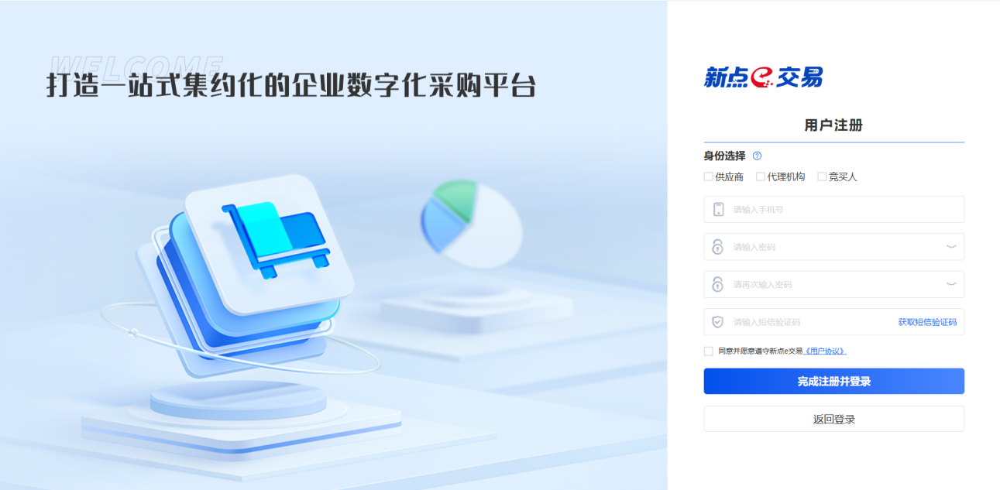 WELCOME
打造一站式集约化的企业数字化采购平台
新点e交易
用户注册
身份选择 ?
供应商 代理机构 竞买人
请输入手机号
请输入密码
请再次输入密码
请输入短信验证码 获取短信验证码
同意并愿意遵守新点e交易《用户协议》
完成注册并登录
返回登录